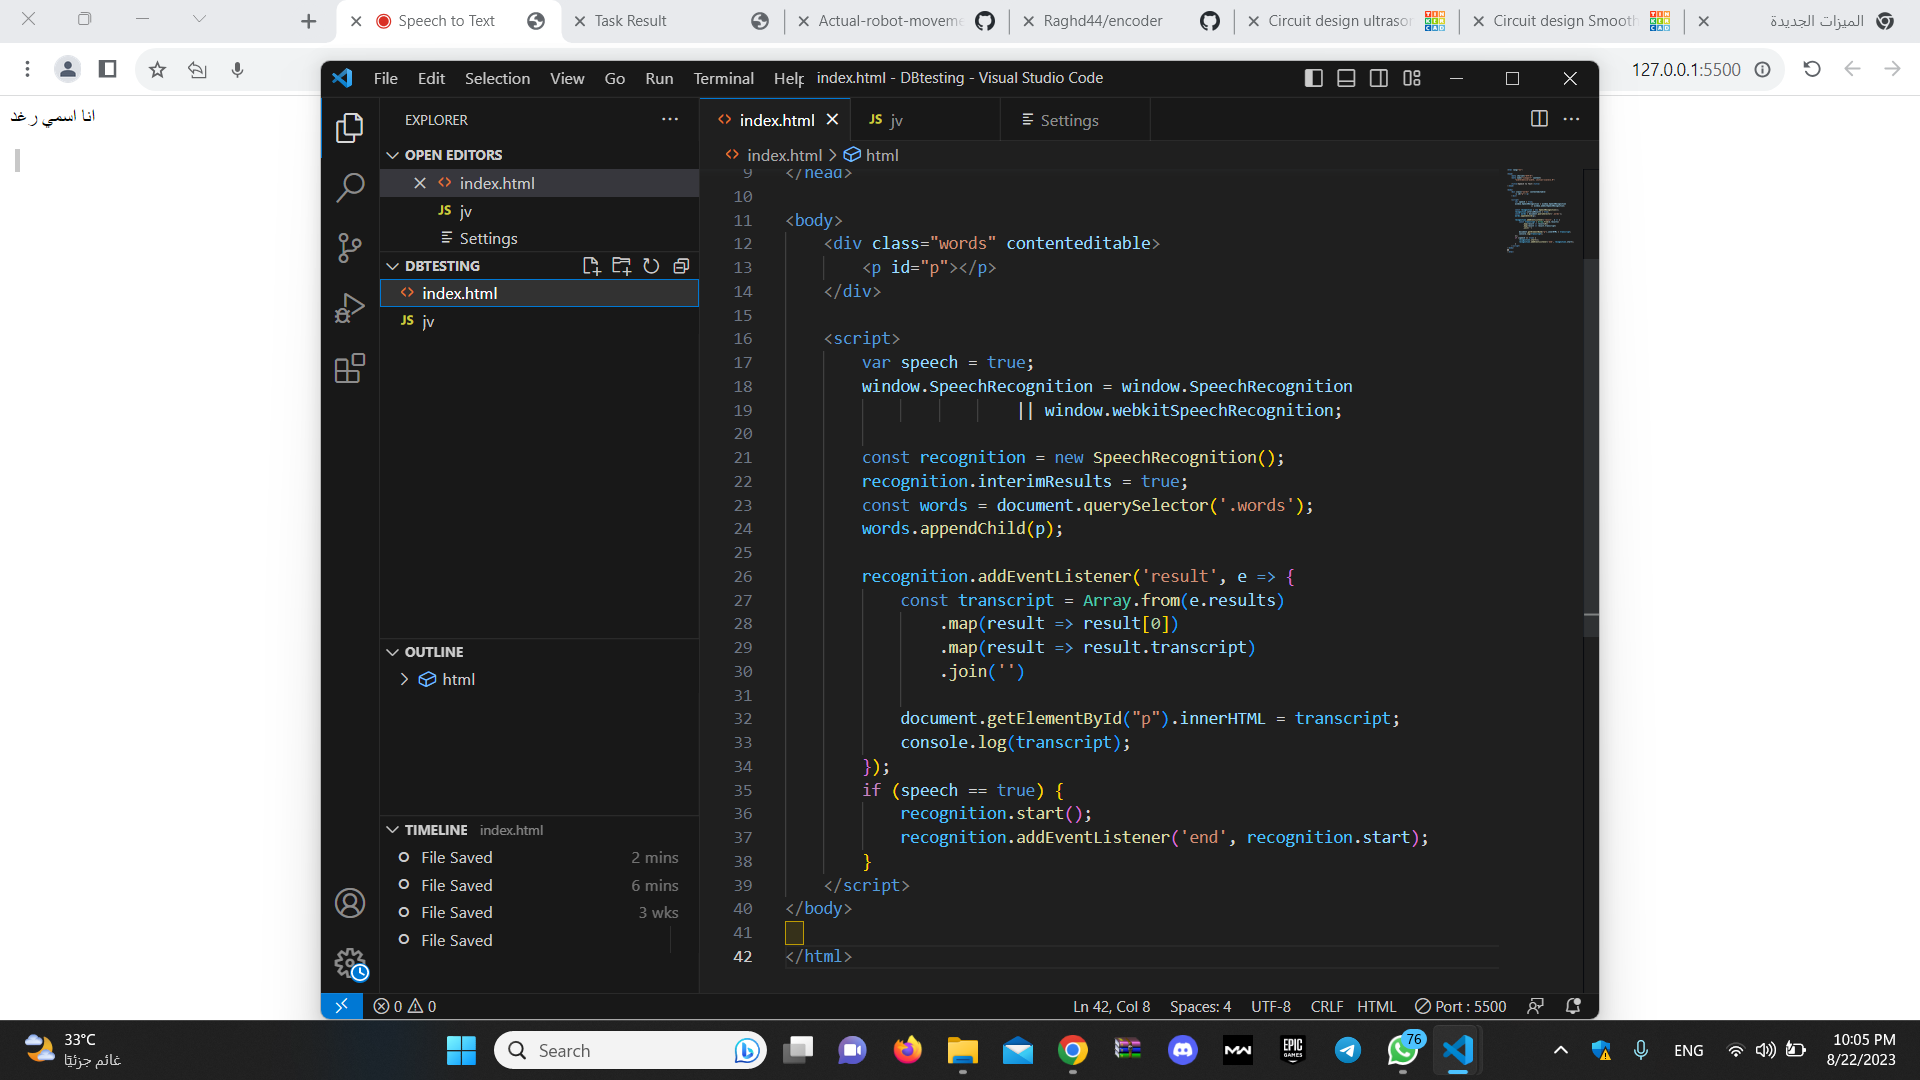 Speech to Text
Task Result
Actual-robot-moveme
Raghd44/encoder
Circuit design ultrasor
Circuit design Smooth
الميزات الجديدة
127.0.0.1:5500
انا اسمي رغد
File Edit Selection View Go Run Terminal Help
index.html - DBtesting - Visual Studio Code
EXPLORER
OPEN EDITORS
index.html
JS jv
Settings
DBTESTING
index.html
JS jv
OUTLINE
html
TIMELINE index.html
File Saved 2 mins
File Saved 6 mins
File Saved 3 wks
File Saved
index.html
JS jv
Settings
index.html > html
9 </head>
10
11 <body>
12 <div class="words" contenteditable>
13 <p id="p"></p>
14 </div>
15
16 <script>
17 var speech = true;
18 window.SpeechRecognition = window.SpeechRecognition
19 || window.webkitSpeechRecognition;
20
21 const recognition = new SpeechRecognition();
22 recognition.interimResults = true;
23 const words = document.querySelector('.words');
24 words.appendChild(p);
25
26 recognition.addEventListener('result', e => {
27 const transcript = Array.from(e.results)
28 .map(result => result[0])
29 .map(result => result.transcript)
30 .join('')
31
32 document.getElementById("p").innerHTML = transcript;
33 console.log(transcript);
34 });
35 if (speech == true) {
36 recognition.start();
37 recognition.addEventListener('end', recognition.start);
38 }
39 </script>
40 </body>
41
42 </html>
0 0
Ln 42, Col 8
Spaces: 4
UTF-8
CRLF
HTML
Port : 5500
33°C
غائم جزئيًا
Search
EPIC GAMES
76
ENG
10:05 PM
8/22/2023